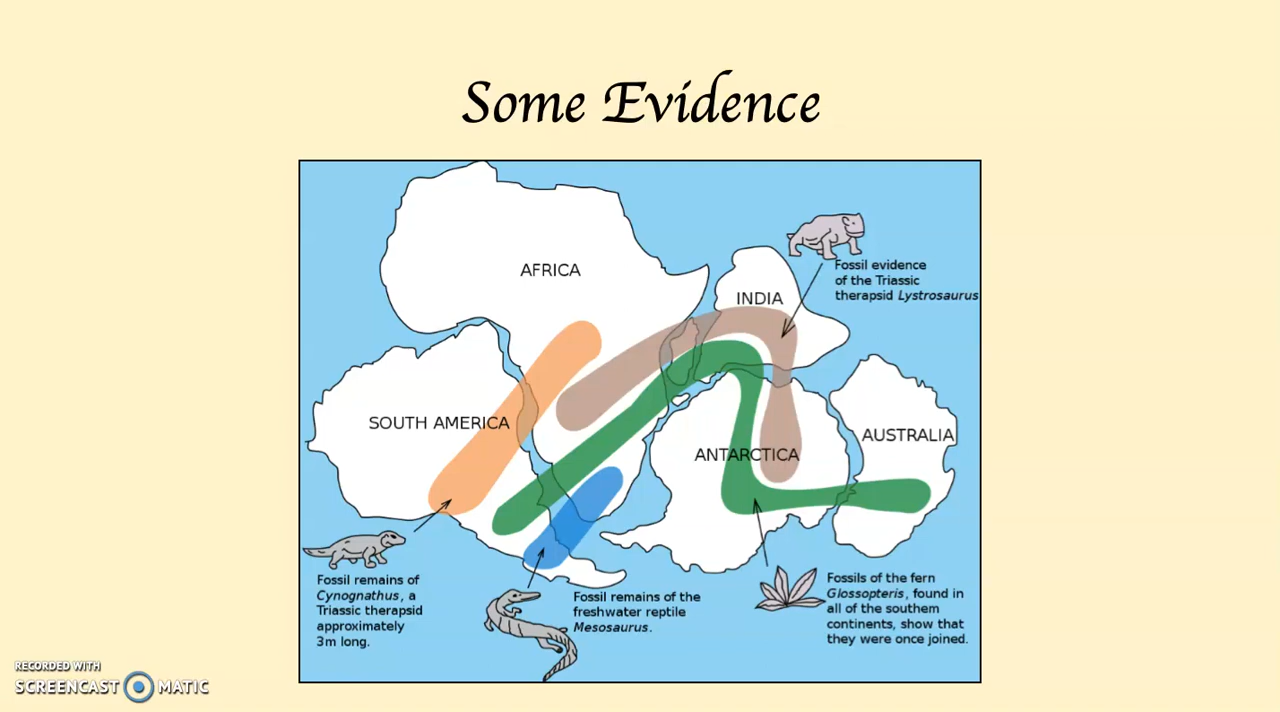 Some Evidence
AFRICA
INDIA
Fossil evidence
of the Triassic
therapsid Lystrosaurus
SOUTH AMERICA
ANTARCTICA
AUSTRALIA
Fossil remains of
Cynognathus, a
Triassic therapsid
approximately
3m long.
Fossil remains of the
freshwater reptile
Mesosaurus.
Fossils of the fern
Glossopteris, found in
all of the southern
continents, show that
they were once joined.
RECORDED WITH
SCREENCAST MATIC